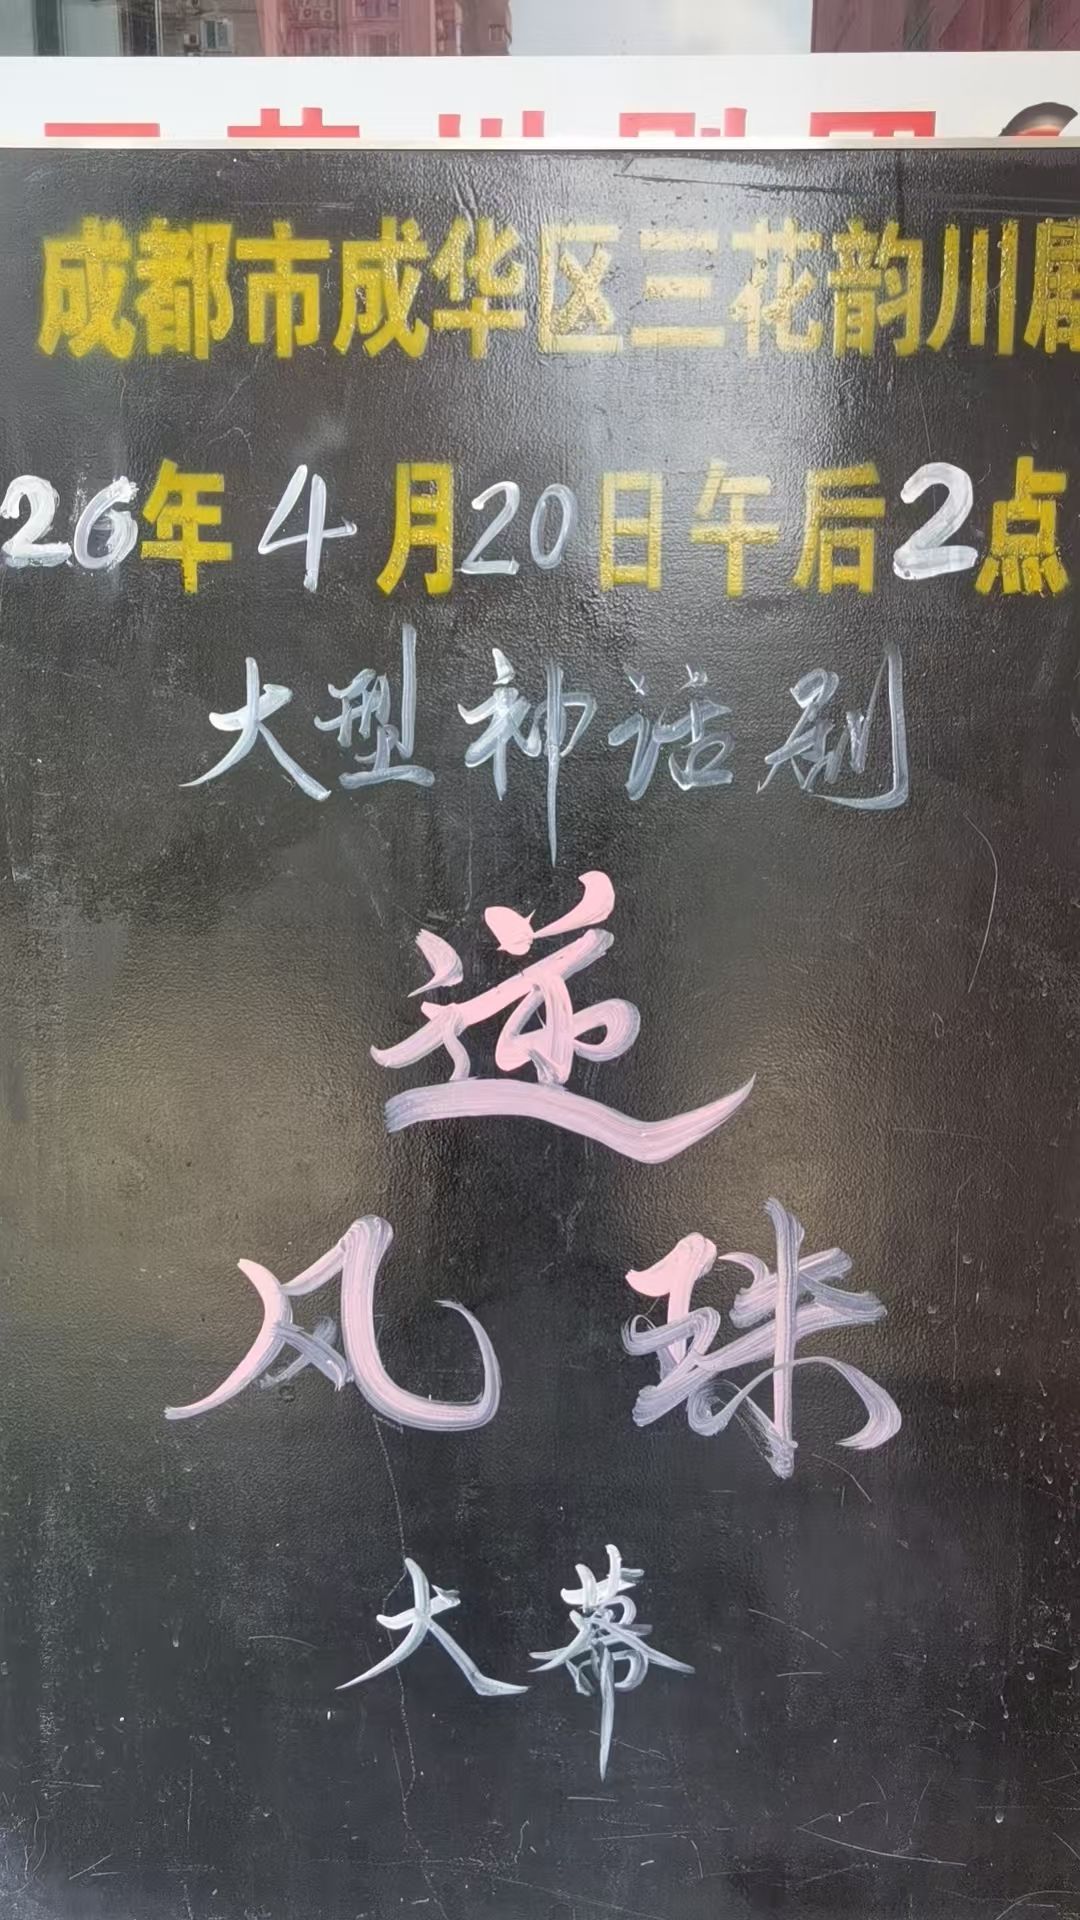 成都市成华区三花韵川剧
26年4月20日午后2点
大型神话剧
逆
风珠
大幕